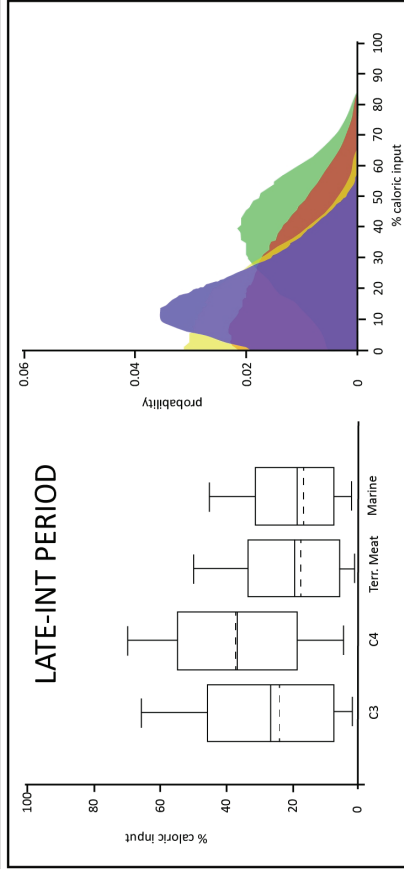 LATE-INT PERIOD
100
80
60
40
20
0
% caloric input
C3
C4
Terr. Meat
Marine
0.06
0.04
0.02
0
probability
0
10
20
30
40
50
60
70
80
90
100
% caloric input